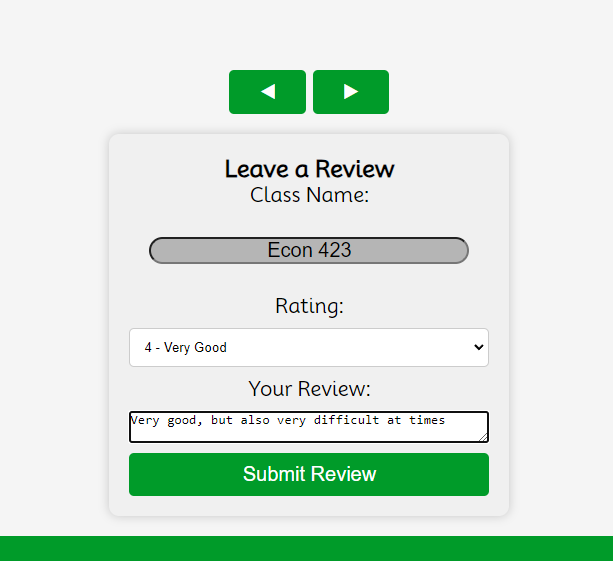 Leave a Review
Class Name:
Econ 423
Rating:
4 - Very Good
Your Review:
Very good, but also very difficult at times
Submit Review